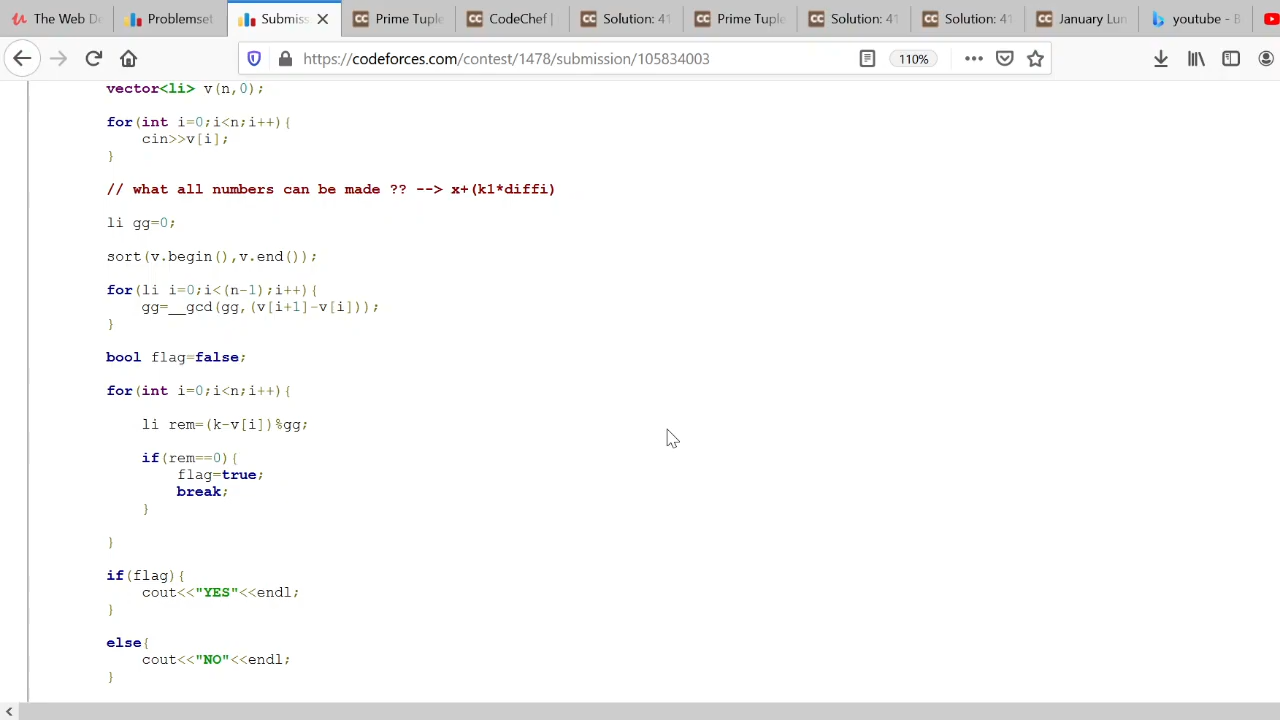 The Web De
Problemset
Submiss
Prime Tuple
CodeChef |
Solution: 41
Prime Tuple
Solution: 41
Solution: 41
January Lun
youtube - B
https://codeforces.com/contest/1478/submission/105834003
110%
vector<li> v(n,0);
for(int i=0;i<n;i++){
cin>>v[i];
}
// what all numbers can be made ?? --> x+(k1*diffi)
li gg=0;
sort(v.begin(),v.end());
for(li i=0;i<(n-1);i++){
gg=__gcd(gg,(v[i+1]-v[i]));
}
bool flag=false;
for(int i=0;i<n;i++){
li rem=(k-v[i])%gg;
if(rem==0){
flag=true;
break;
}
}
if(flag){
cout<<"YES"<<endl;
}
else{
cout<<"NO"<<endl;
}